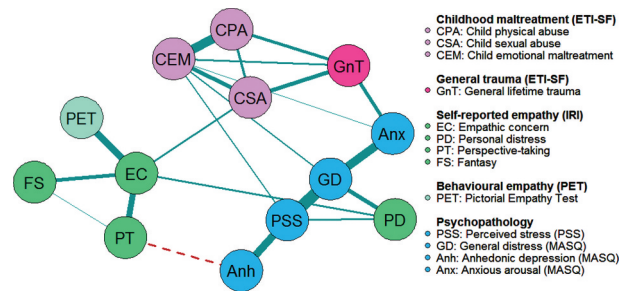 CPA
CEM
GnT
CSA
PET
Anx
EC
FS
GD
PSS
PD
PT
Anh
Childhood maltreatment (ETI-SF)
CPA: Child physical abuse
CSA: Child sexual abuse
CEM: Child emotional maltreatment
General trauma (ETI-SF)
GnT: General lifetime trauma
Self-reported empathy (IRI)
EC: Empathic concern
PD: Personal distress
PT: Perspective-taking
FS: Fantasy
Behavioural empathy (PET)
PET: Pictorial Empathy Test
Psychopathology
PSS: Perceived stress (PSS)
GD: General distress (MASQ)
Anh: Anhedonic depression (MASQ)
Anx: Anxious arousal (MASQ)